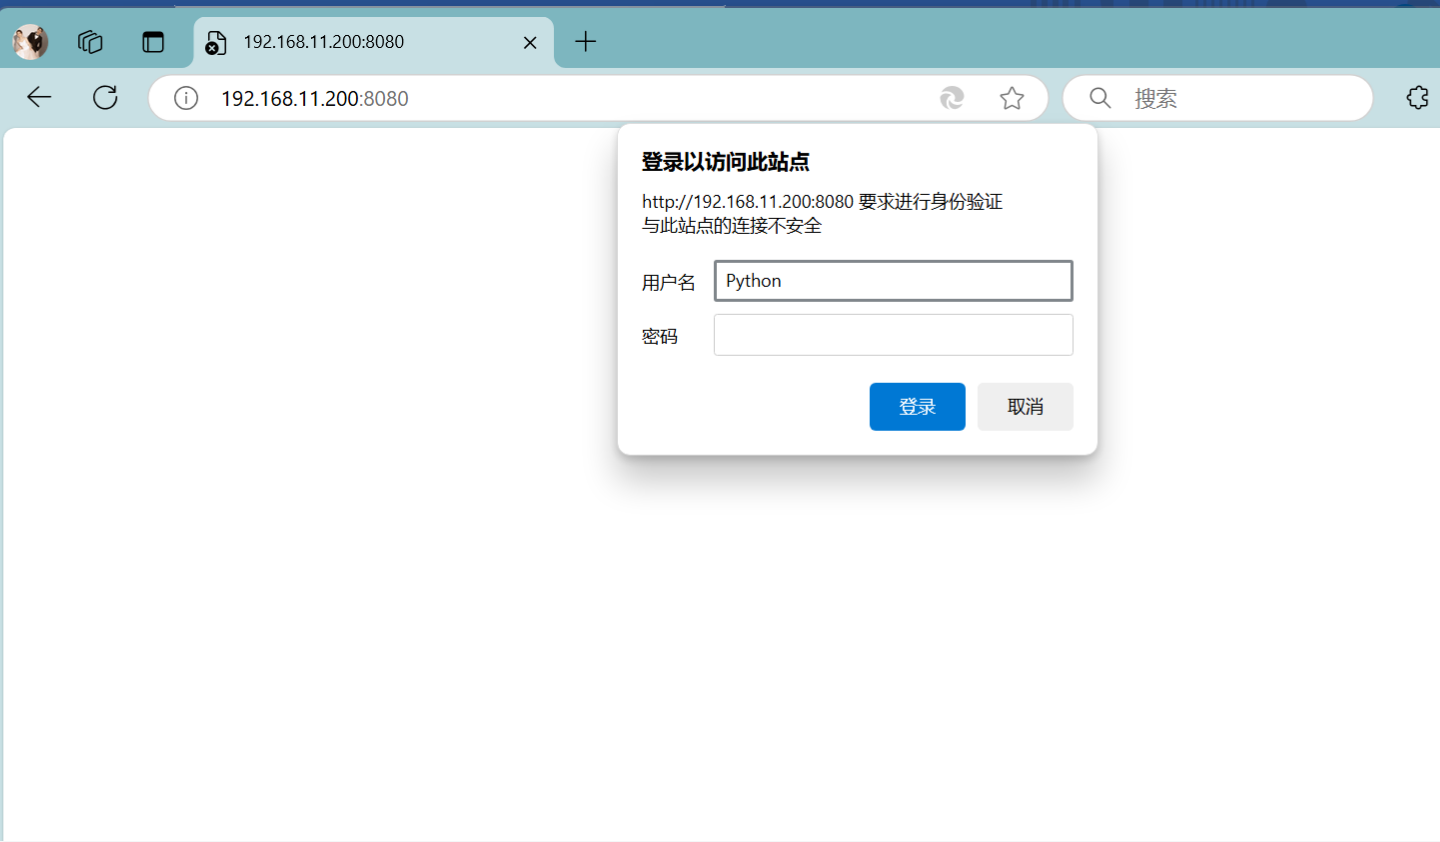 192.168.11.200:8080
192.168.11.200:8080
搜索
登录以访问此站点
http://192.168.11.200:8080 要求进行身份验证
与此站点的连接不安全
用户名 Python
密码
登录 取消